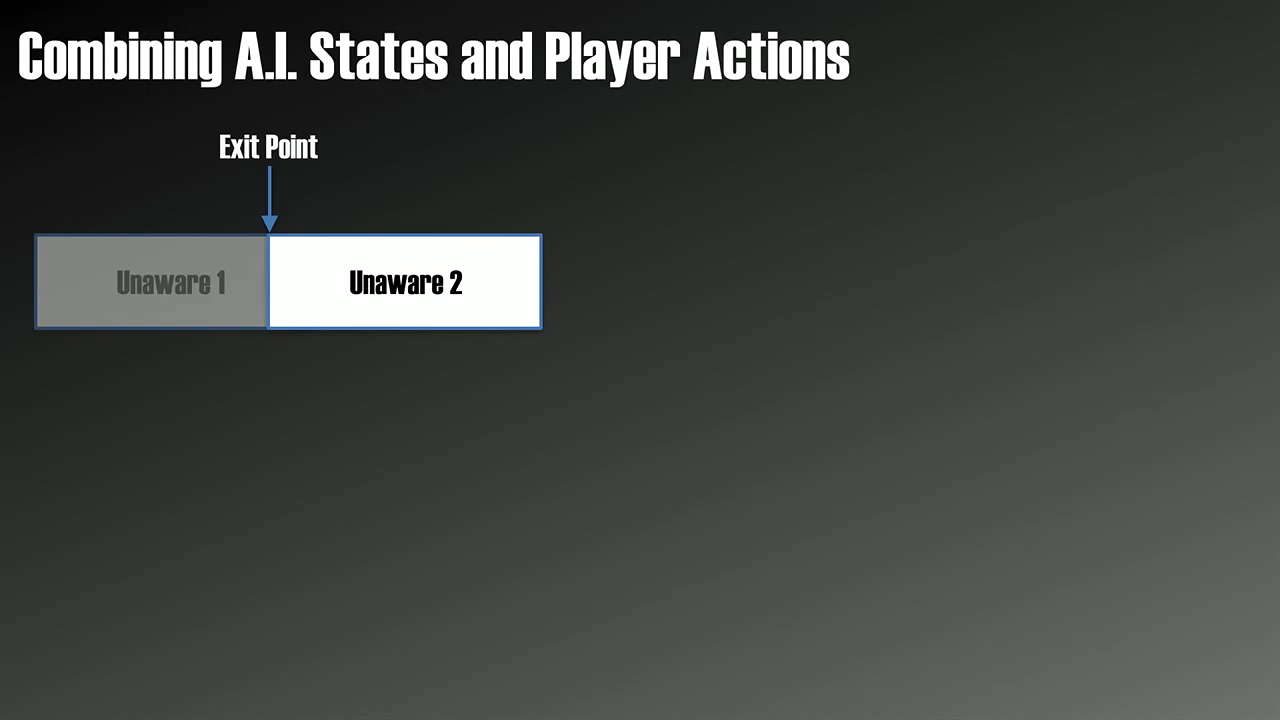 Combining A.I. States and Player Actions
Exit Point
Unaware 1
Unaware 2